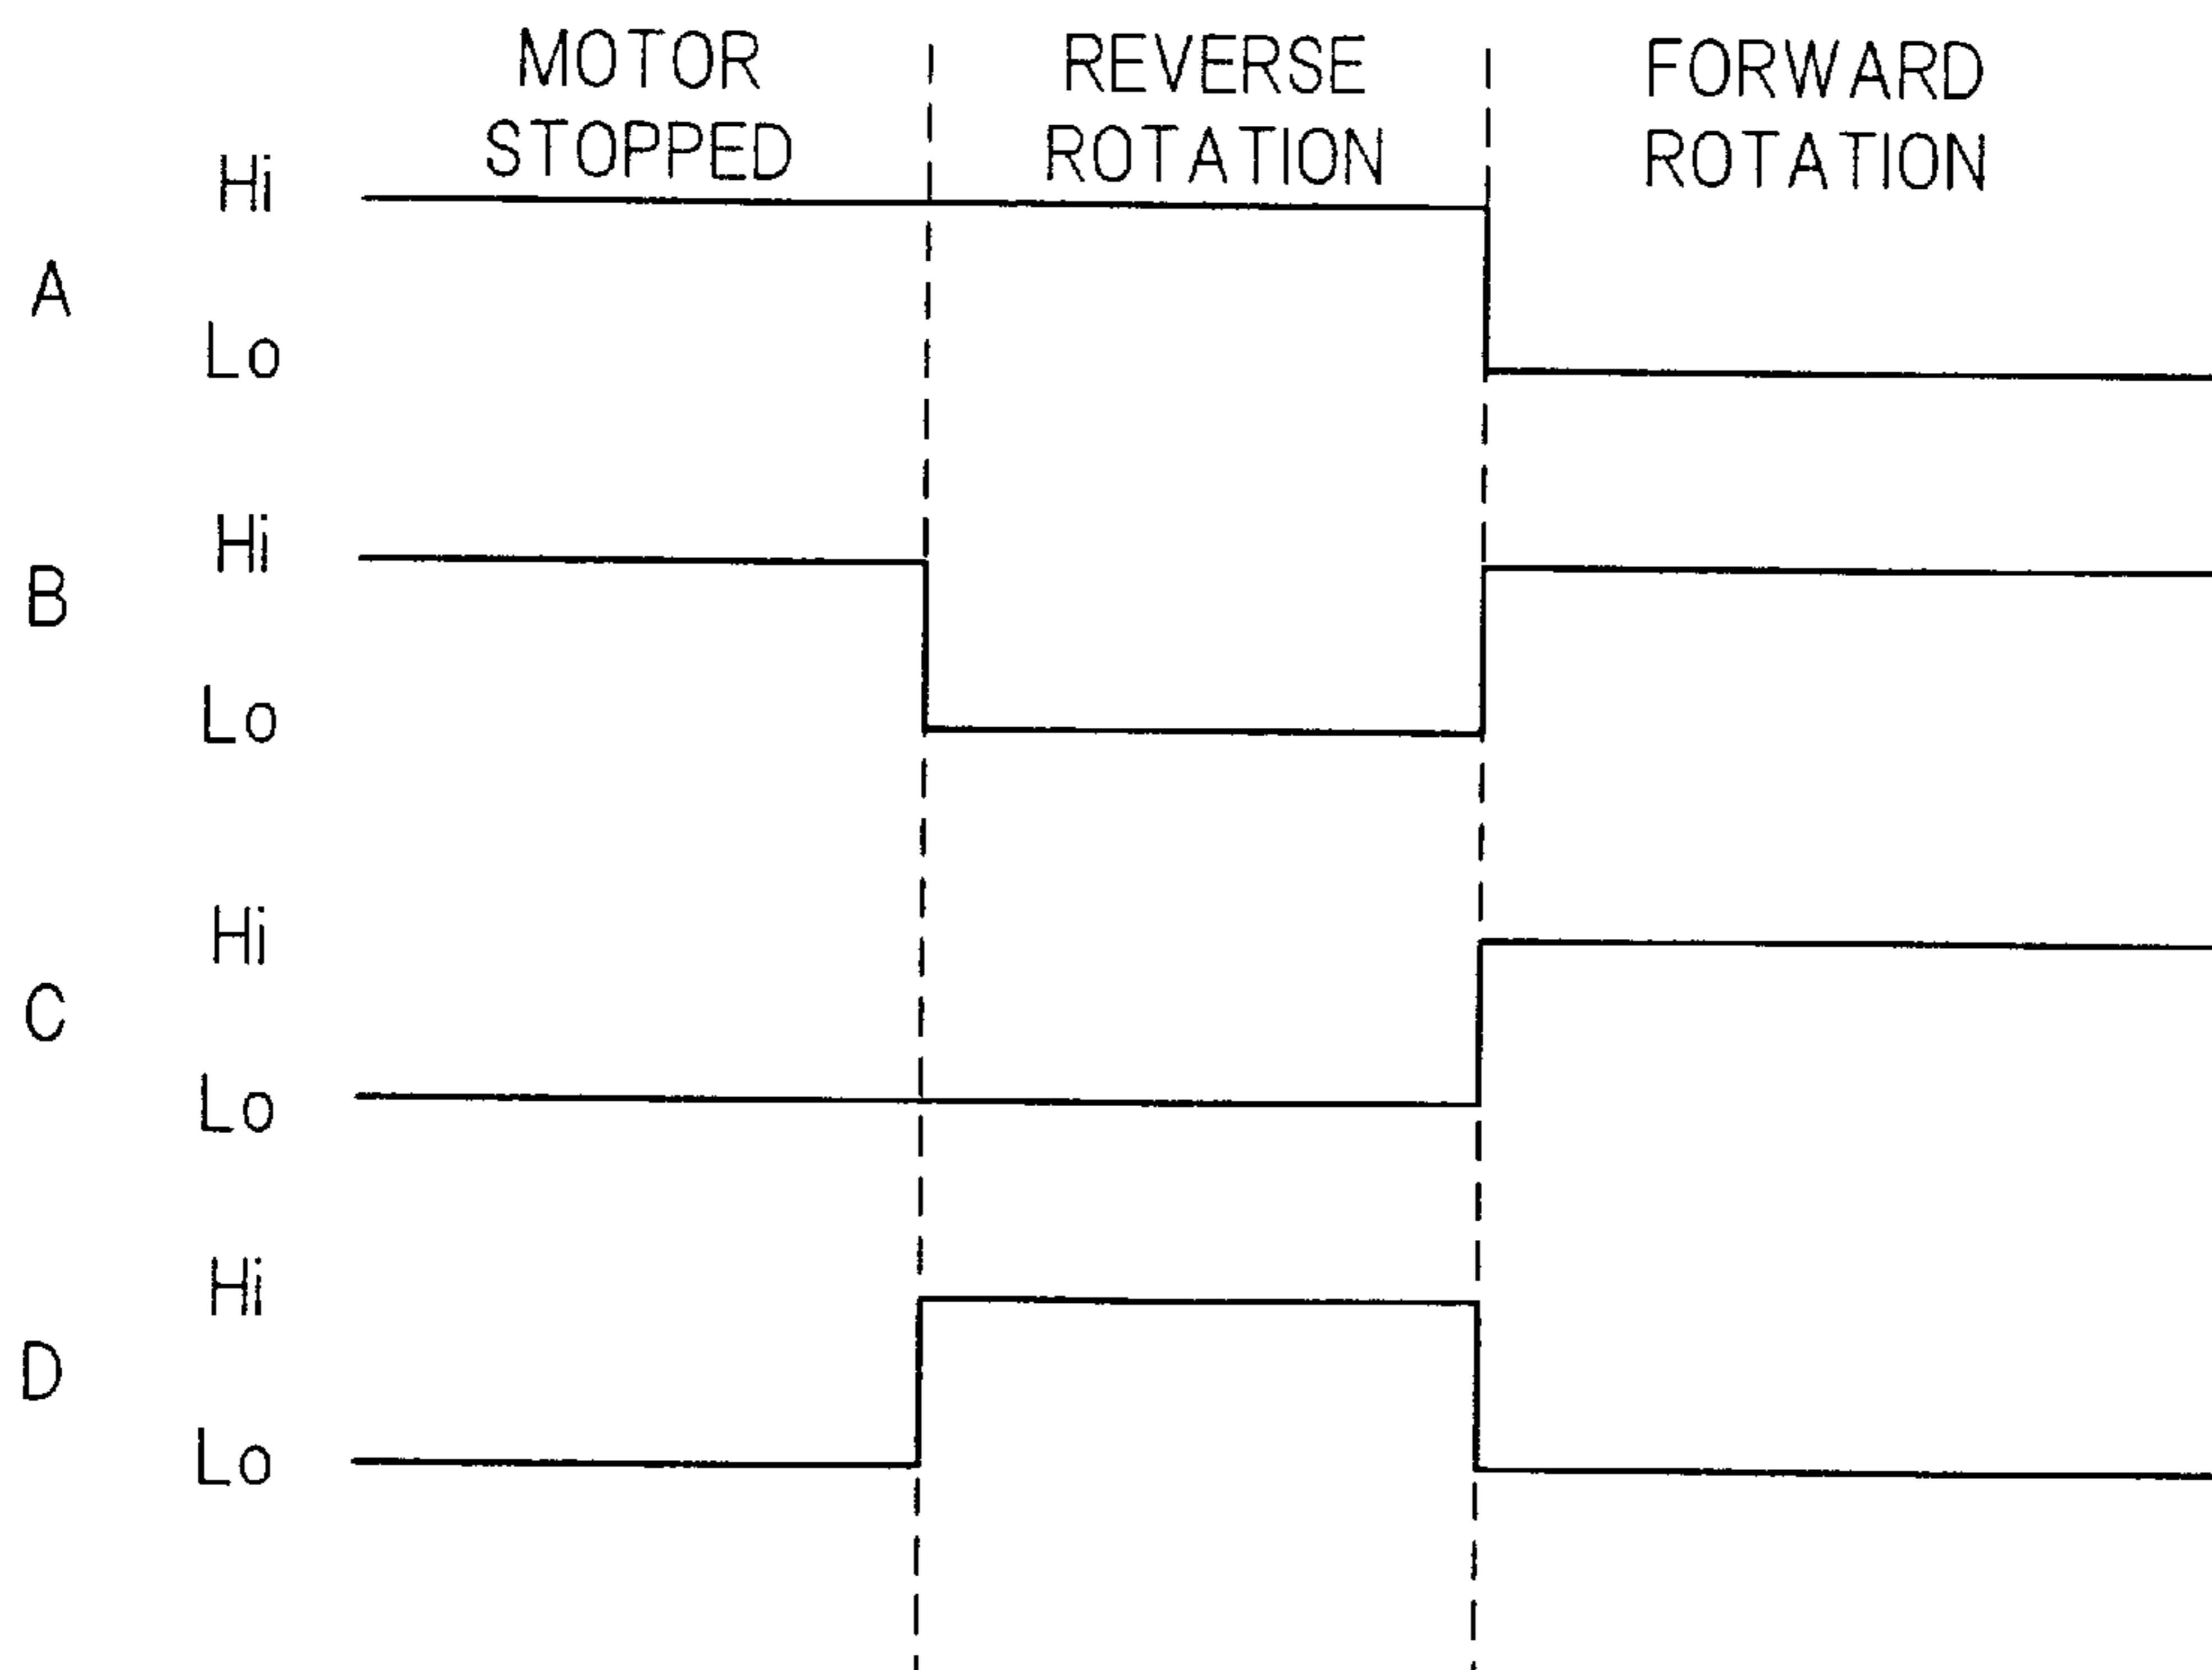 MOTOR STOPPED
REVERSE ROTATION
FORWARD ROTATION
Hi
A
Lo
Hi
B
Lo
Hi
C
Lo
Hi
D
Lo